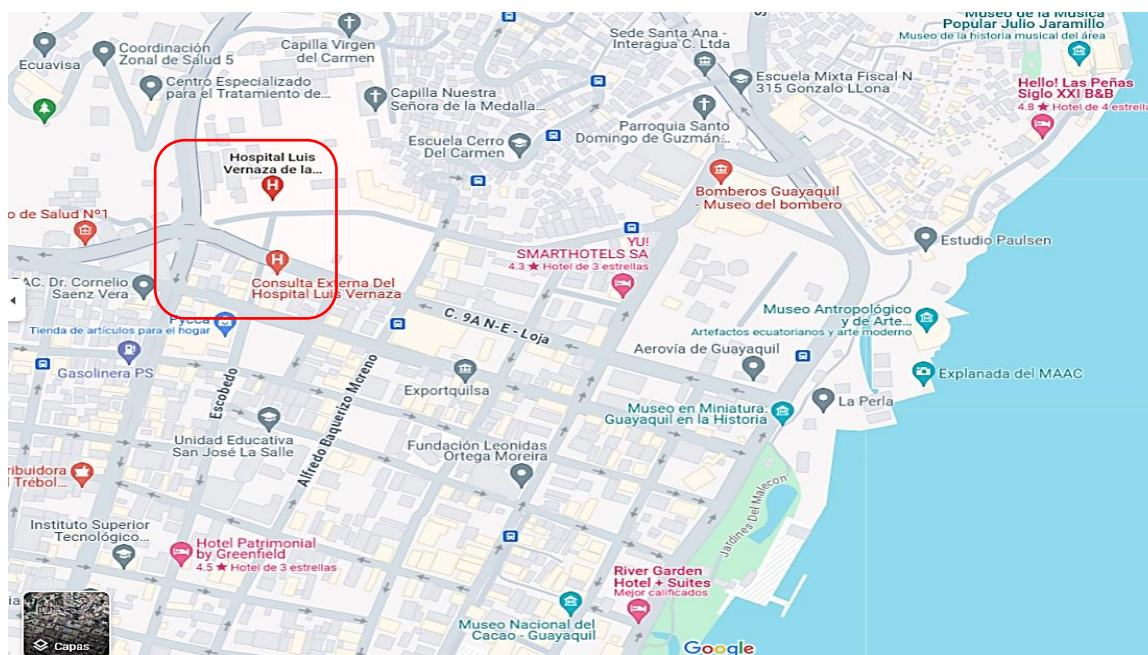 Museo de la Música
Popular Julio Jaramillo
Museo de la historia musical del área
Sede Santa Ana -
Interagua C. Ltda
Capilla Virgen
del Carmen
Coordinación
Zonal de Salud 5
Ecuavisa
Centro Especializado
para el Tratamiento de...
Capilla Nuestra
Señora de la Medalla...
Escuela Mixta Fiscal N
315 Gonzalo LLona
Hello! Las Peñas
Siglo XXI B&B
4.8 ★ Hotel de 4 estrella
Parroquia Santo
Domingo de Guzmán...
Escuela Cerro
Del Carmen
Hospital Luis
Vernaza de la...
Bomberos Guayaquil
- Museo del bombero
o de Salud N°1
Estudio Paulsen
YU!
SMARTHOTELS SA
4.3 ★ Hotel de 3 estrellas
AC. Dr. Cornelio
Saenz Vera
Consulta Externa Del
Hospital Luis Vernaza
Museo Antropológico
y de Arte...
Artefactos ecuatorianos y arte moderno
Pycca
Tienda de artículos para el hogar
C. 9A N-E - Loja
Aerovía de Guayaquil
Gasolinera PS
Explanada del MAAC
Exportquilsa
La Perla
Escobedo
Alfredo Baquerizo Moreno
Museo en Miniatura:
Guayaquil en la Historia
Unidad Educativa
San José La Salle
Fundación Leonidas
Ortega Moreira
ribuidora
l Trébol...
Jardines Del Malecon
Instituto Superior
Tecnológico...
Hotel Patrimonial
by Greenfield
4.5 ★ Hotel de 3 estrellas
River Garden
Hotel + Suites
Mejor calificados
Museo Nacional del
Cacao - Guayaquil
Capas
Google